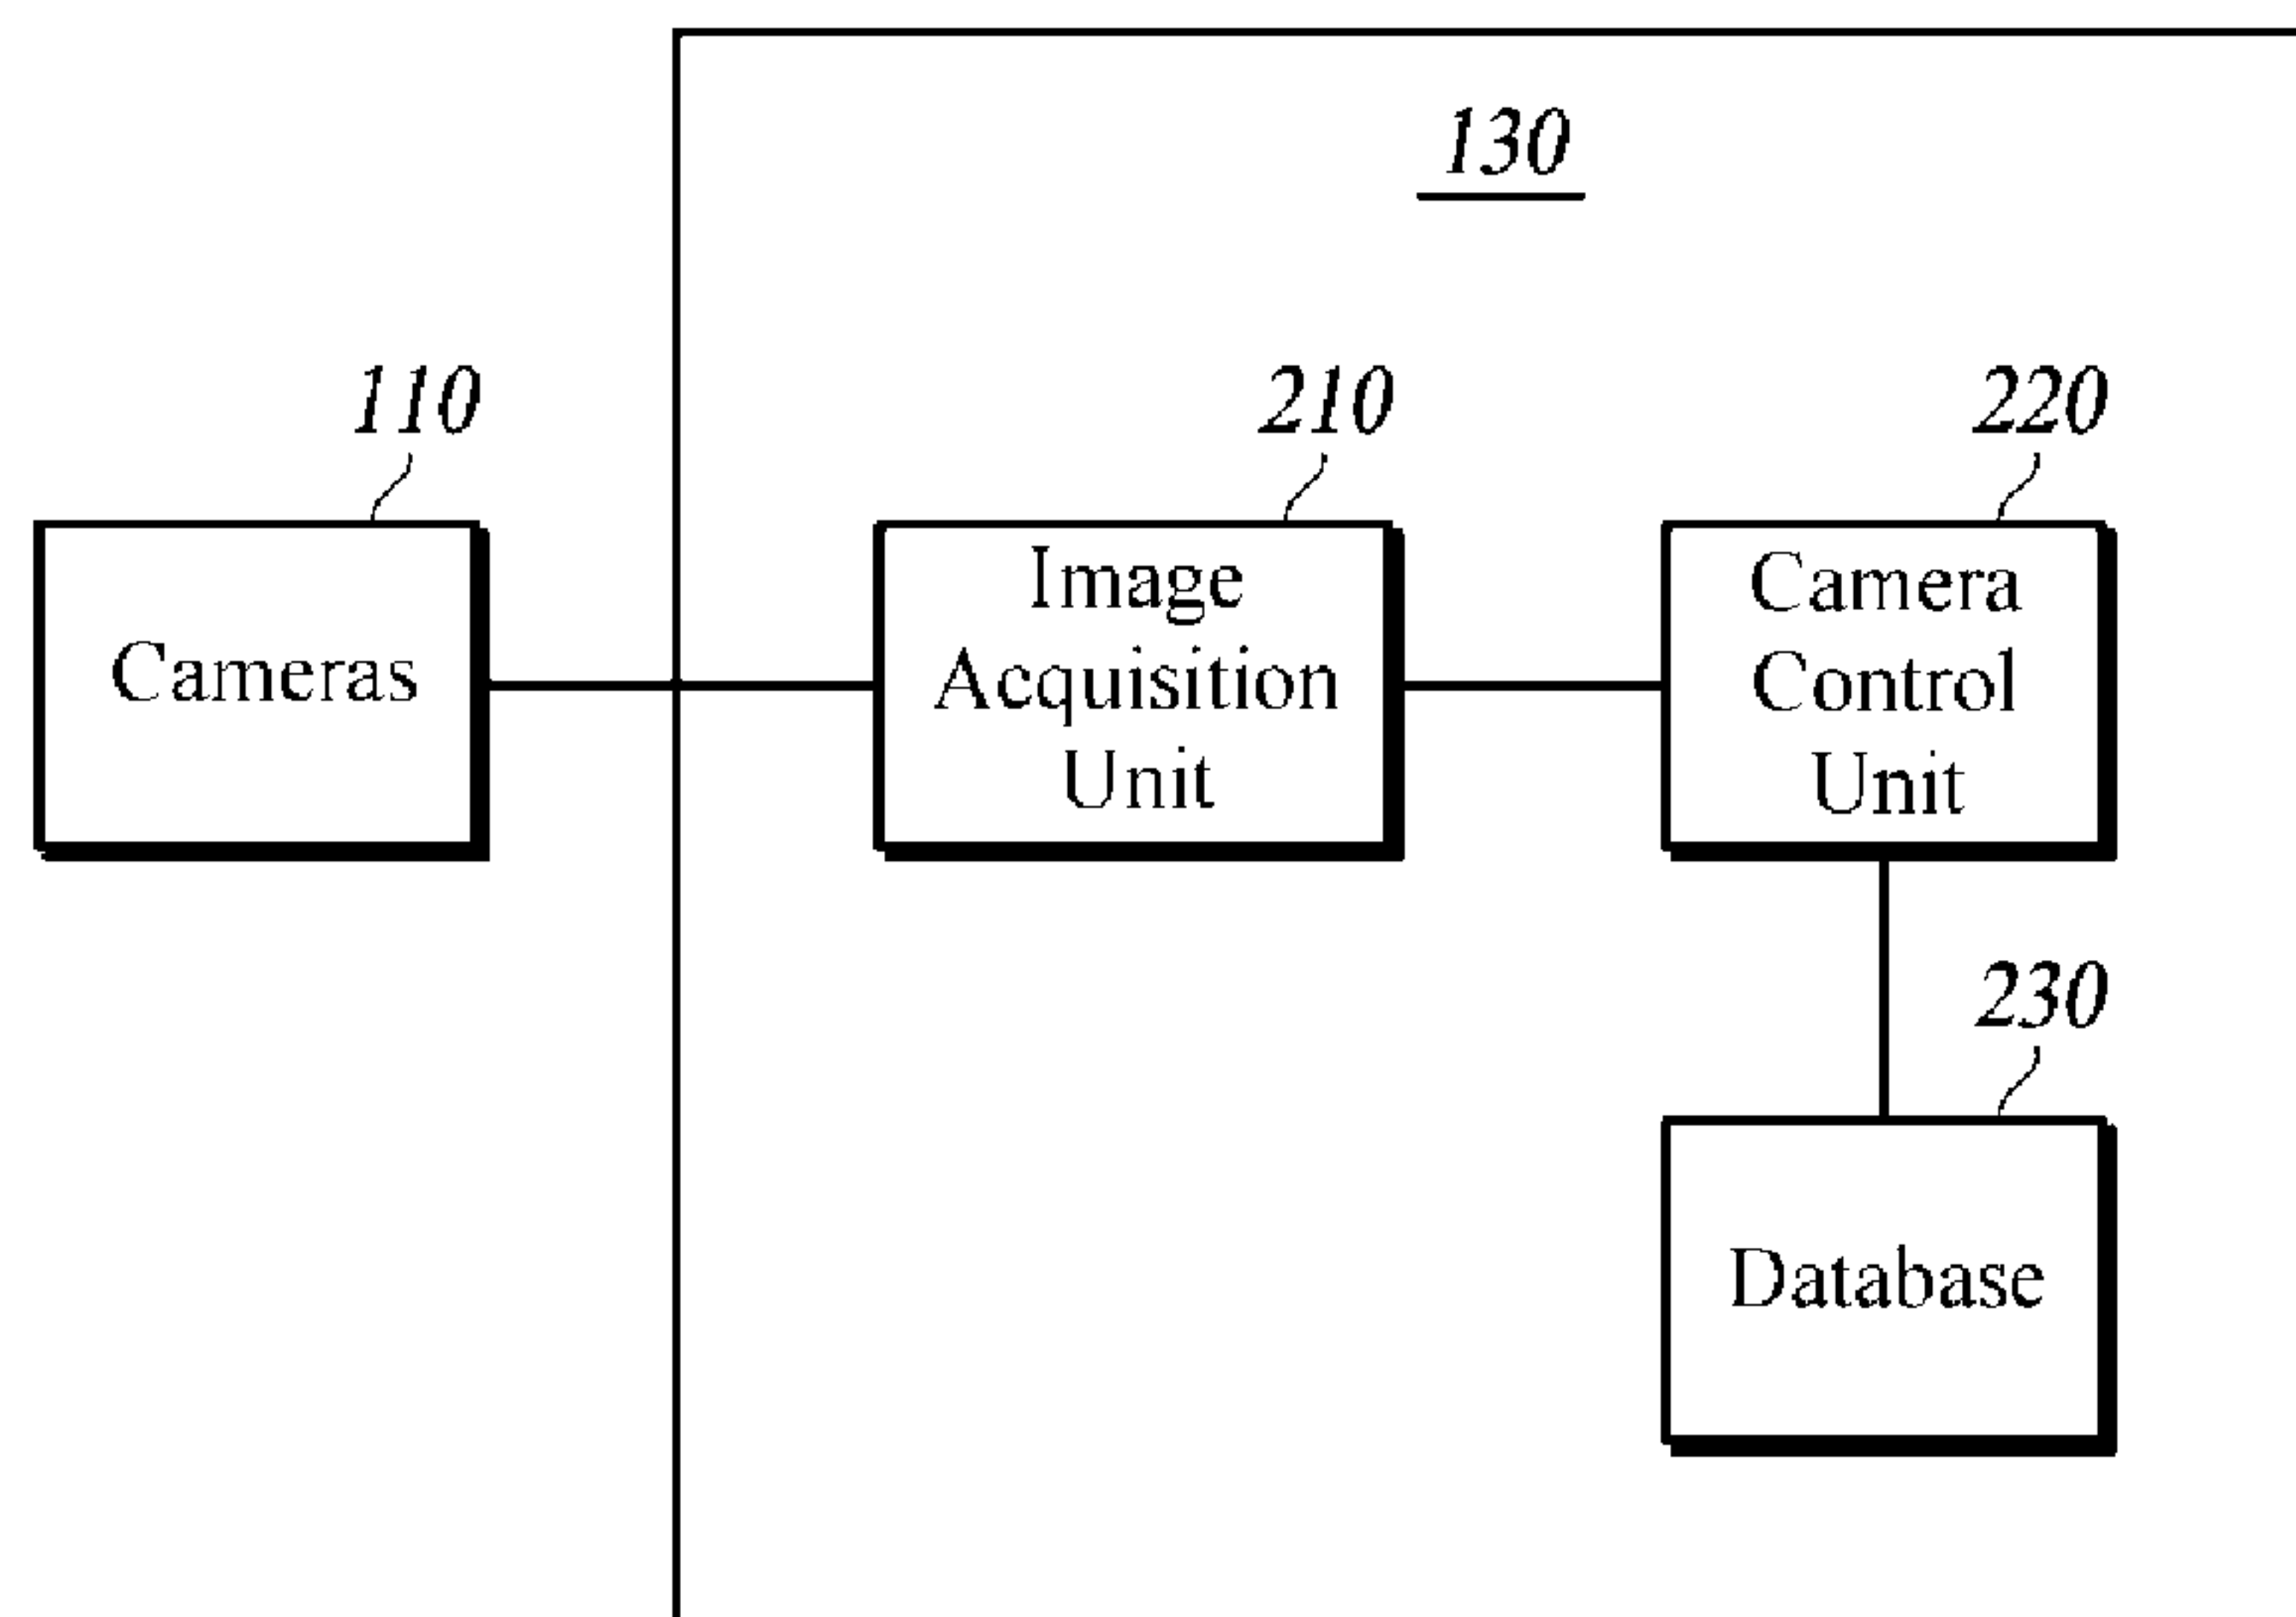 130
110
210
220
Cameras
Image
Acquisition
Unit
Camera
Control
Unit
230
Database